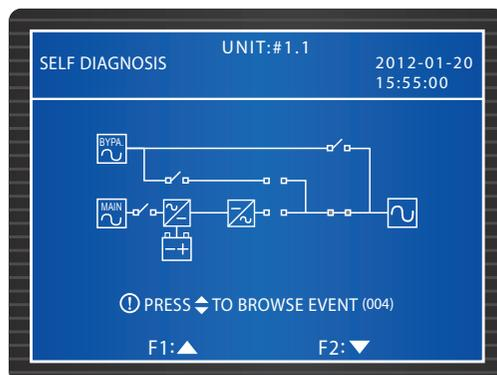 UNIT:#1.1
SELF DIAGNOSIS
2012-01-20
15:55:00
BYPA.
MAIN
PRESS TO BROWSE EVENT (004)
F1: F2: